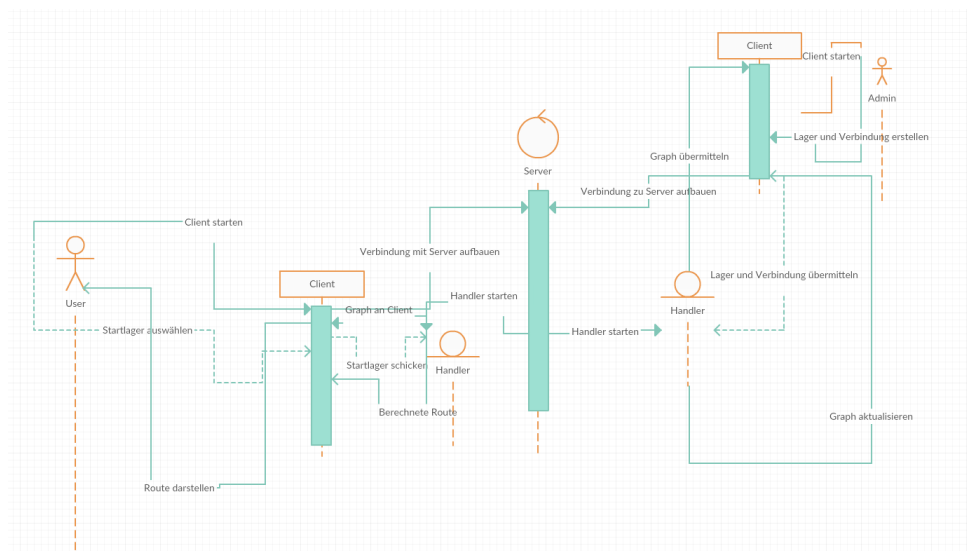 Client
Client starten
Admin
Lager und Verbindung erstellen
Graph übermitteln
Server
Verbindung zu Server aufbauen
Client starten
Verbindung mit Server aufbauen
Lager und Verbindung übermitteln
Client
Handler starten
User
Graph an Client
Handler
Startlager auswählen
Handler starten
Startlager schicken
Handler
Berechnete Route
Graph aktualisieren
Route darstellen